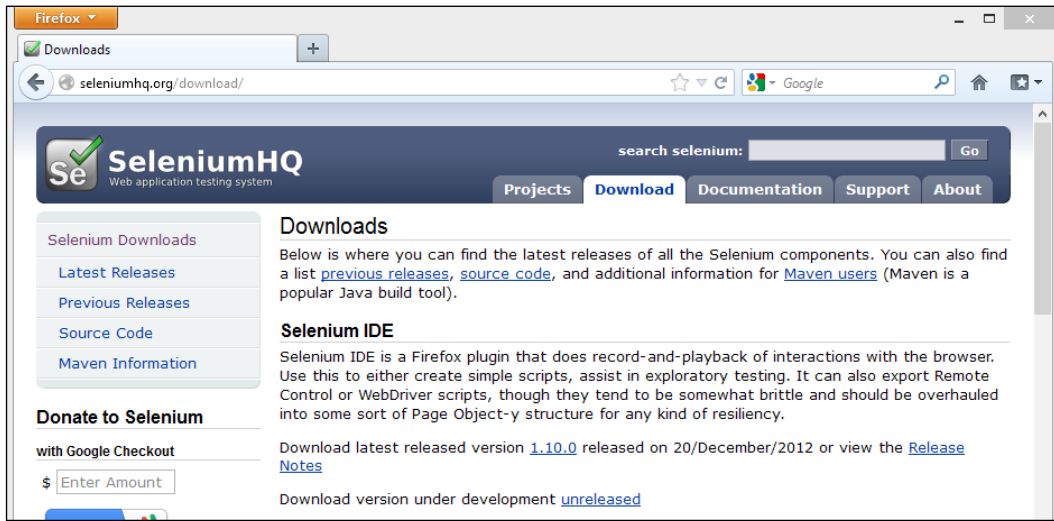 Firefox
Downloads
seleniumhq.org/download/
Google
Se
SeleniumHQ
Web application testing system
search selenium:
Go
Projects
Download
Documentation
Support
About
Selenium Downloads
Latest Releases
Previous Releases
Source Code
Maven Information
Donate to Selenium
with Google Checkout
$ Enter Amount
Downloads
Below is where you can find the latest releases of all the Selenium components. You can also find
a list previous releases, source code, and additional information for Maven users (Maven is a
popular Java build tool).
Selenium IDE
Selenium IDE is a Firefox plugin that does record-and-playback of interactions with the browser.
Use this to either create simple scripts, assist in exploratory testing. It can also export Remote
Control or WebDriver scripts, though they tend to be somewhat brittle and should be overhauled
into some sort of Page Object-y structure for any kind of resiliency.
Download latest released version 1.10.0 released on 20/December/2012 or view the Release
Notes
Download version under development unreleased